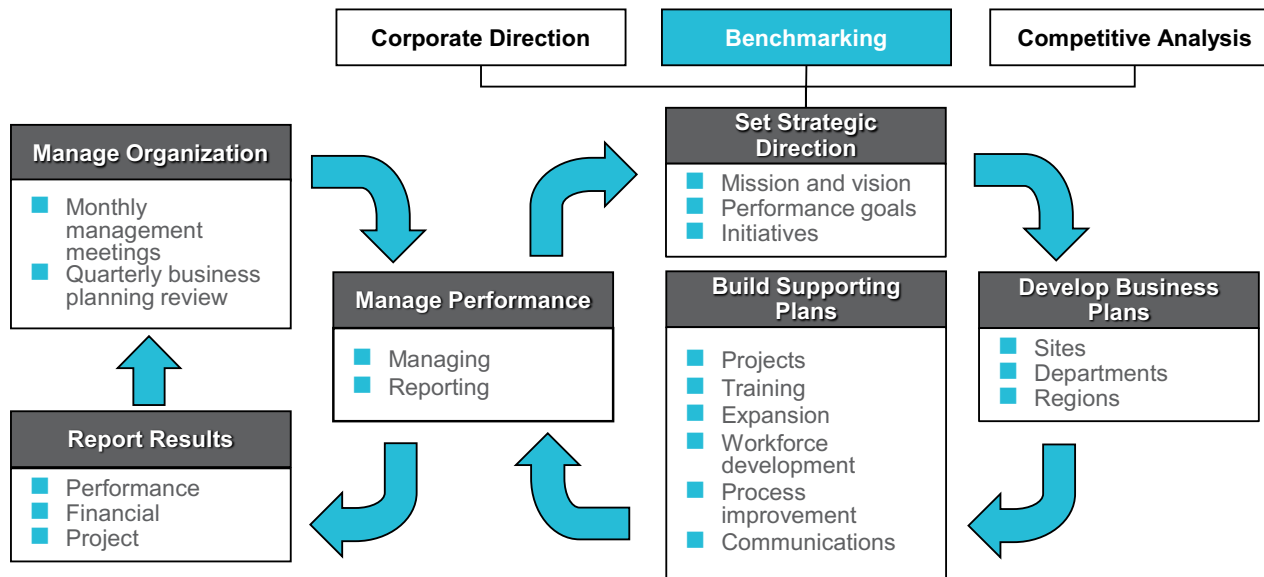 Corporate Direction
Benchmarking
Competitive Analysis
Set Strategic
Direction
Mission and vision
Performance goals
Initiatives
Manage Organization
Monthly
management
meetings
Quarterly business
planning review
Manage Performance
Managing
Reporting
Build Supporting
Plans
Projects
Training
Expansion
Workforce
development
Process
improvement
Communications
Develop Business
Plans
Sites
Departments
Regions
Report Results
Performance
Financial
Project